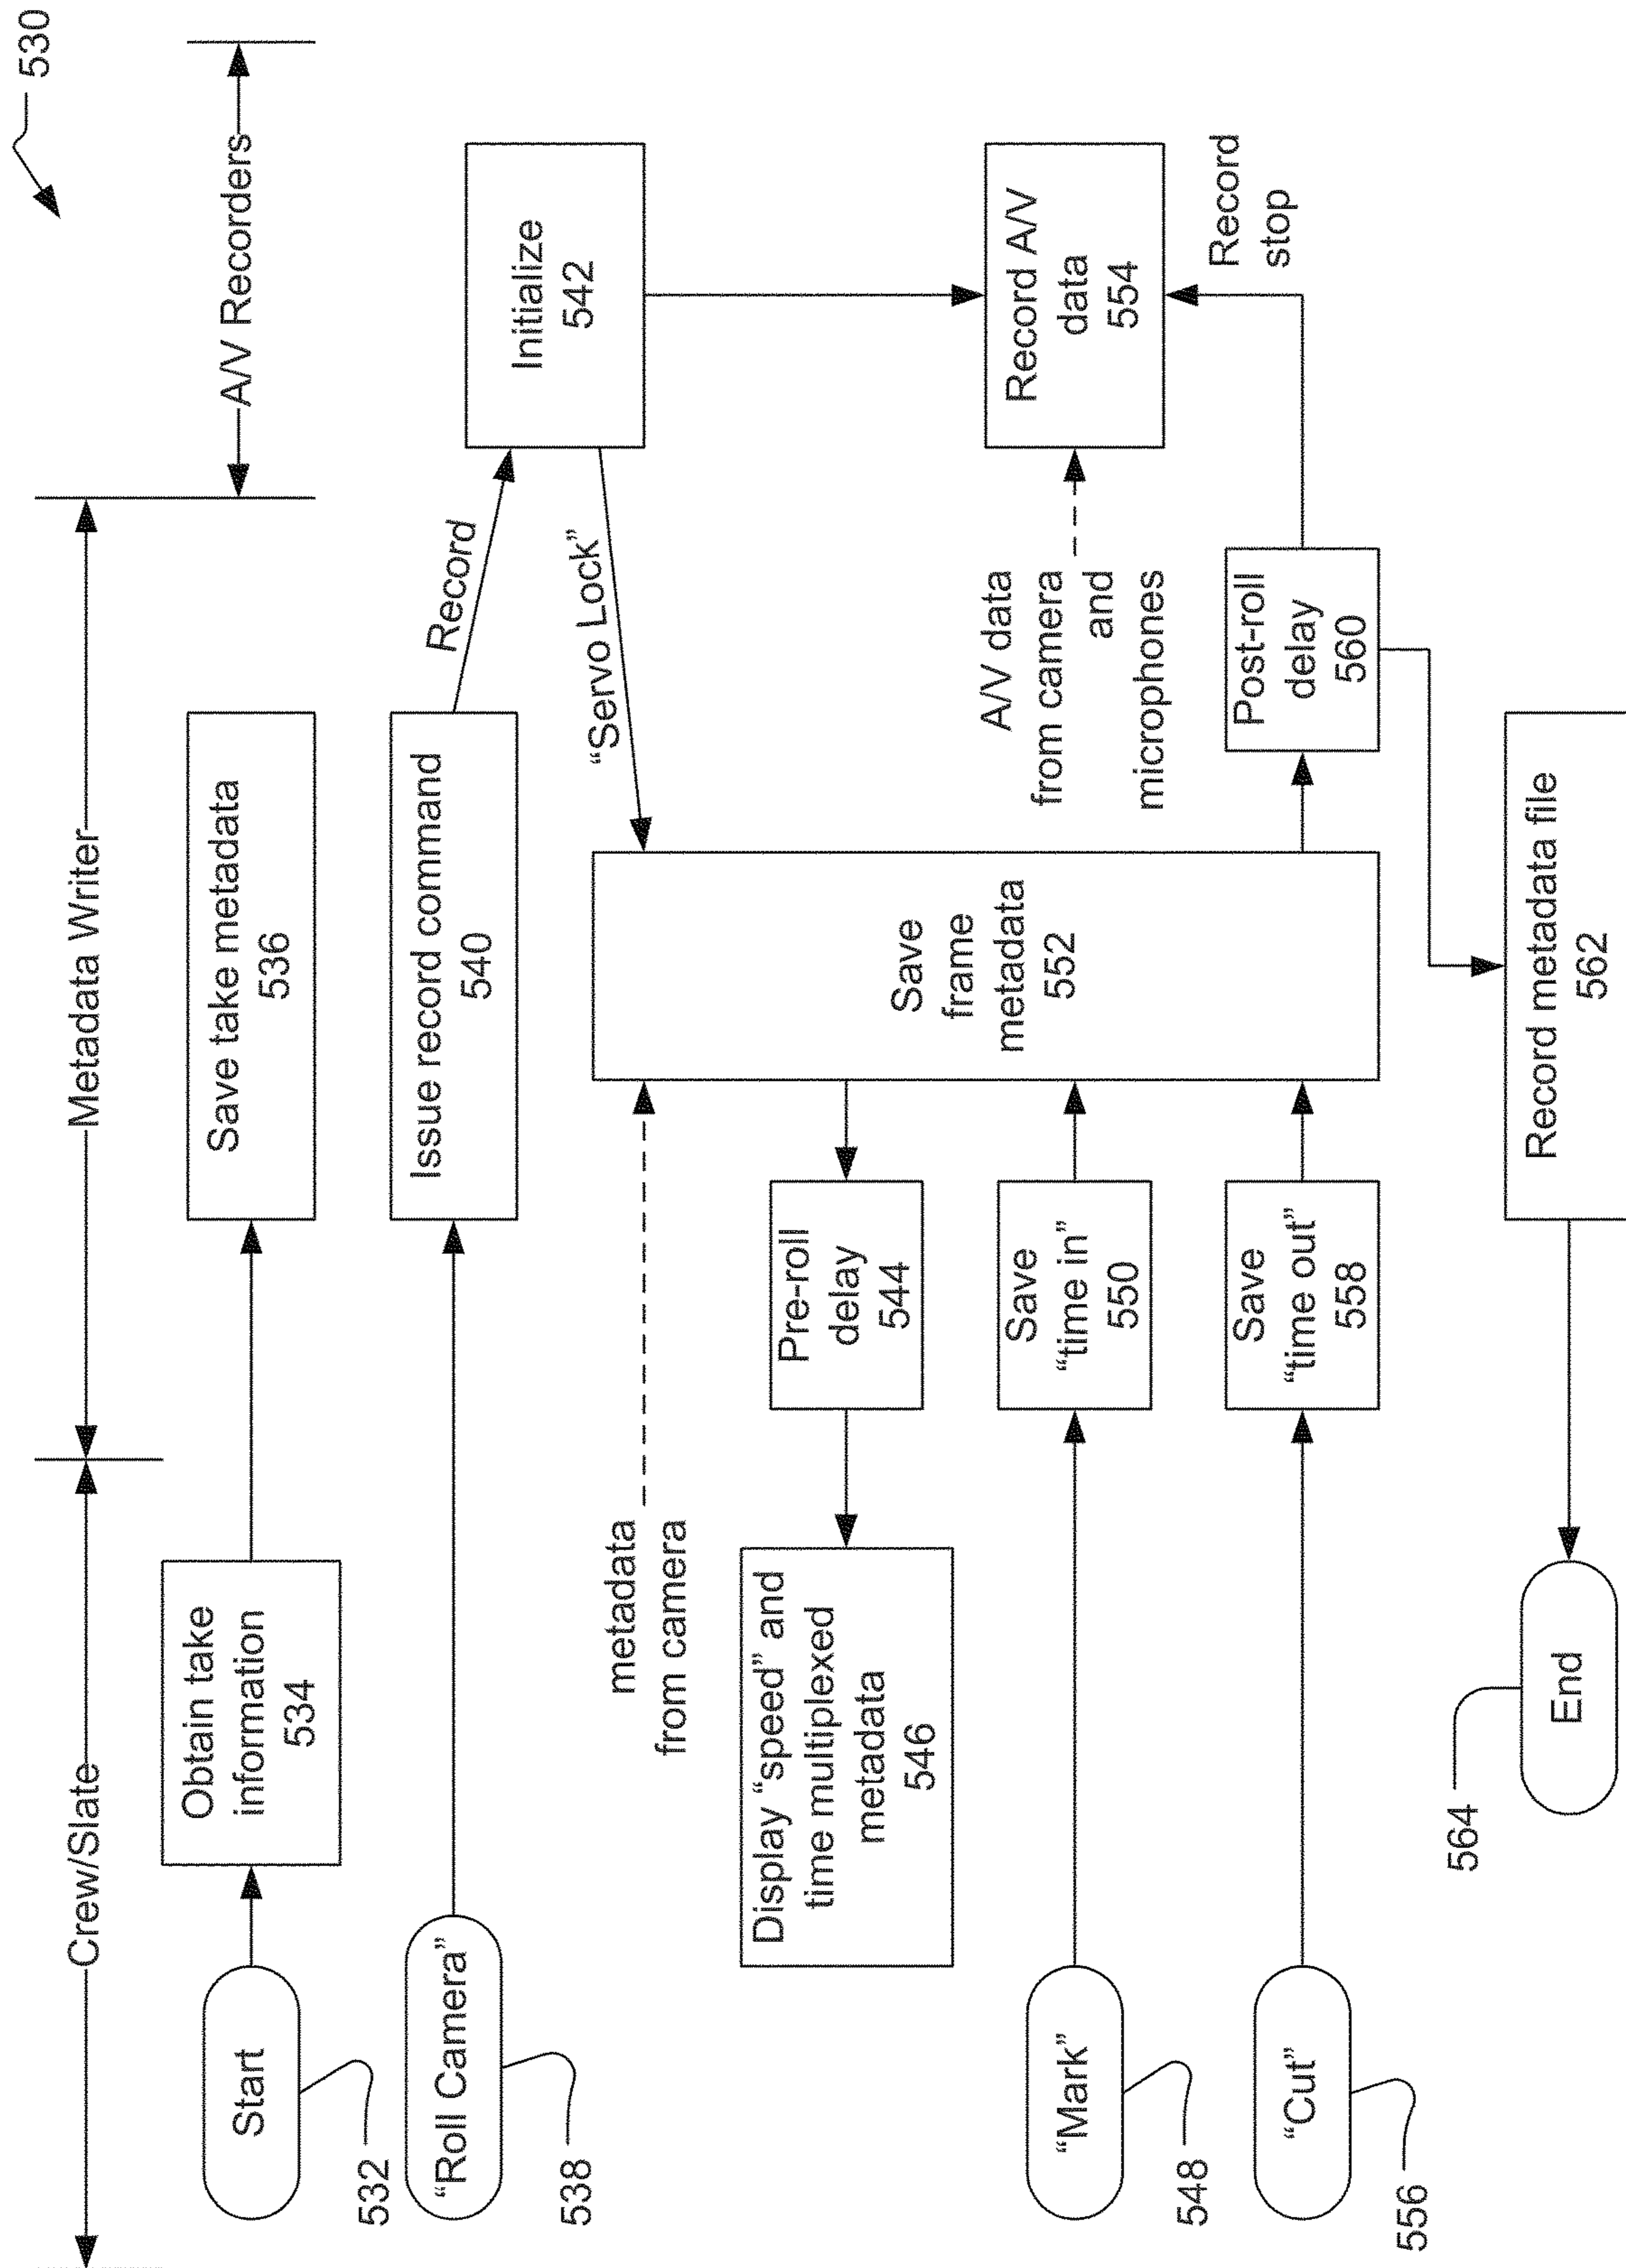 530
Crew/Slate
Metadata Writer
A/V Recorders
Start
532
Obtain take
information
534
Save take metadata
536
“Roll Camera”
538
Issue record command
540
Record
Initialize
542
“Servo Lock”
metadata
from camera
Save
frame
metadata
552
Pre-roll
delay
544
Display “speed” and
time multiplexed
metadata
546
“Mark”
548
Save
“time in”
550
A/V data
from camera
and
microphones
Record A/V
data
554
“Cut”
556
Save
“time out”
558
Post-roll
delay
560
Record
stop
Record metadata file
562
End
564